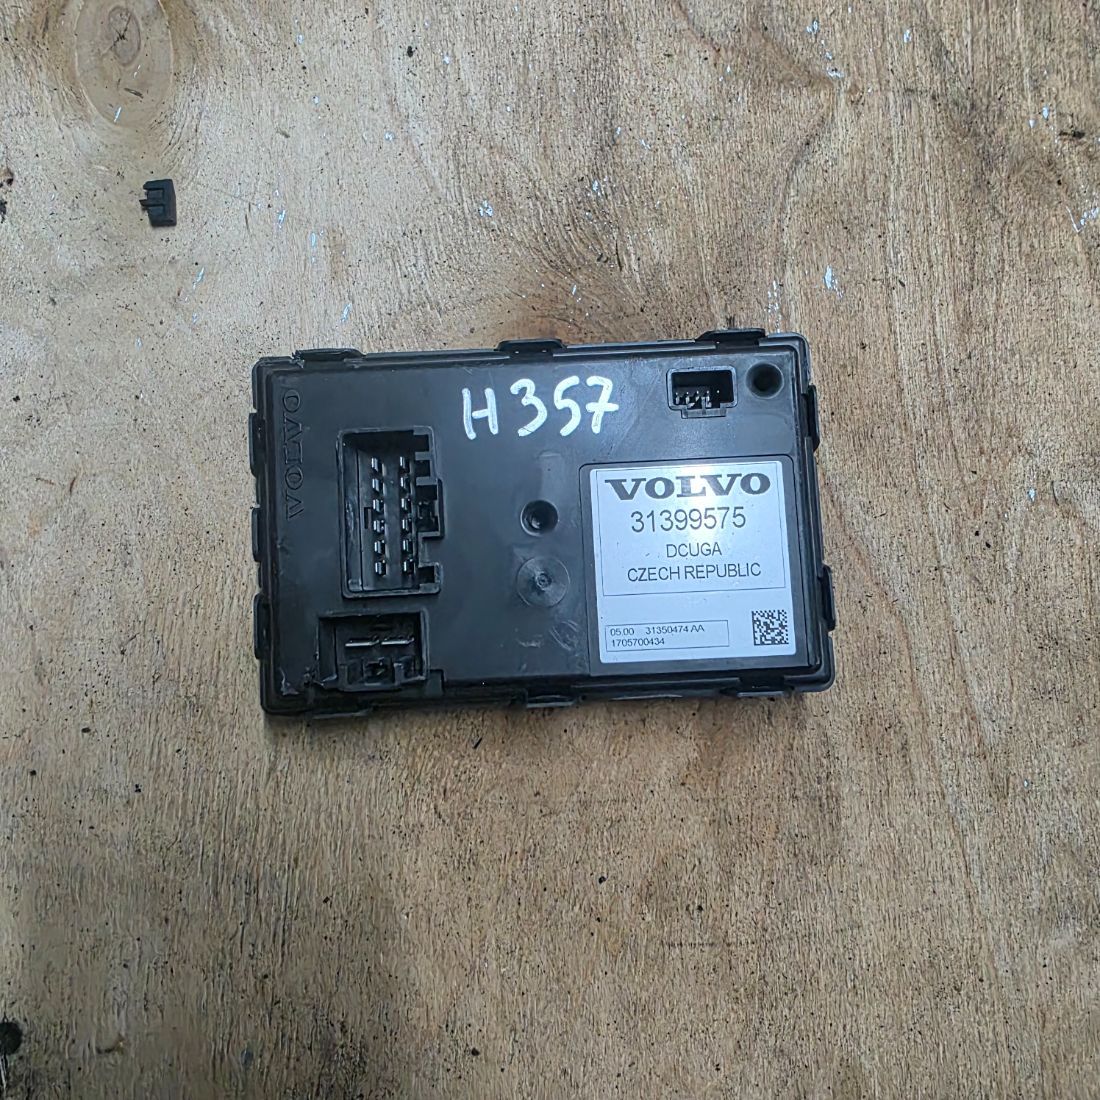 VOLVO
H357
VOLVO
31399575
DCUGA
CZECH REPUBLIC
05.00 31350474 AA
1705700434